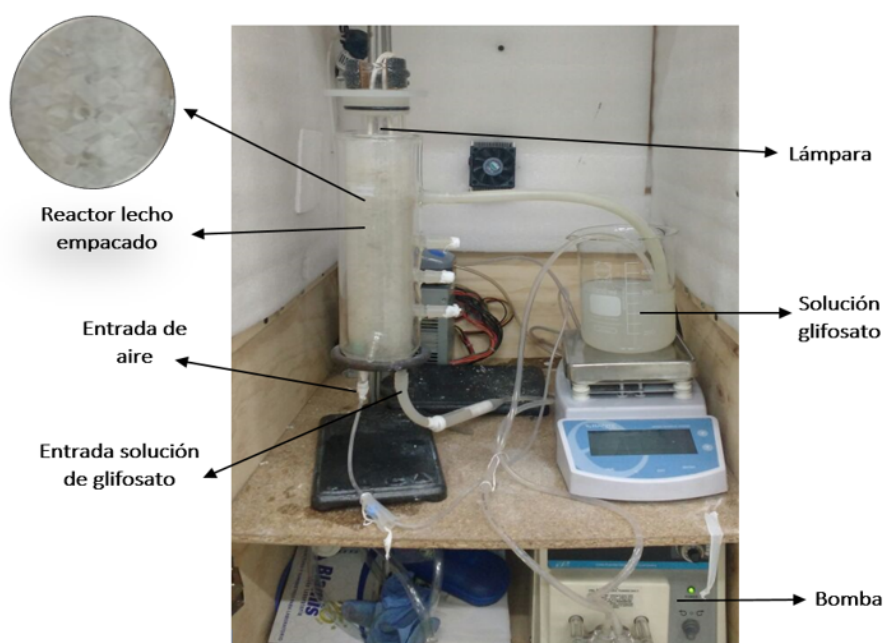 Lámpara
Reactor lecho
empacado
Entrada de
aire
Solución
glifosato
Entrada solución
de glifosato
Bomba